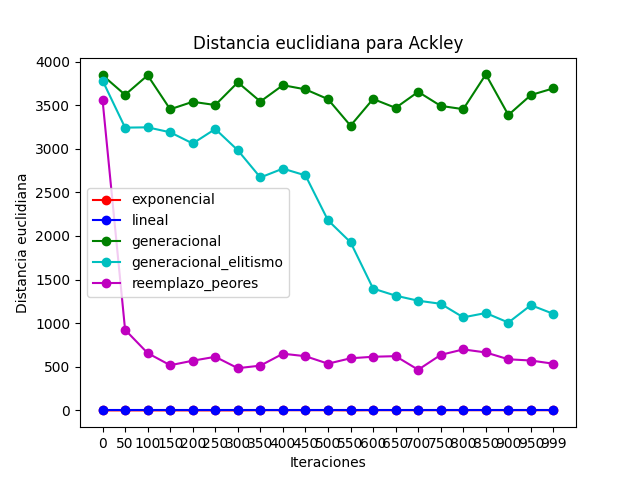 Distancia euclidiana para Ackley
4000
3500
3000
2500
2000
1500
1000
500
0
Distancia euclidiana
exponencial
lineal
generacional
generacional_elitismo
reemplazo_peores
0 50 100 150 200 250 300 350 400 450 500 550 600 650 700 750 800 850 900 950 999
Iteraciones